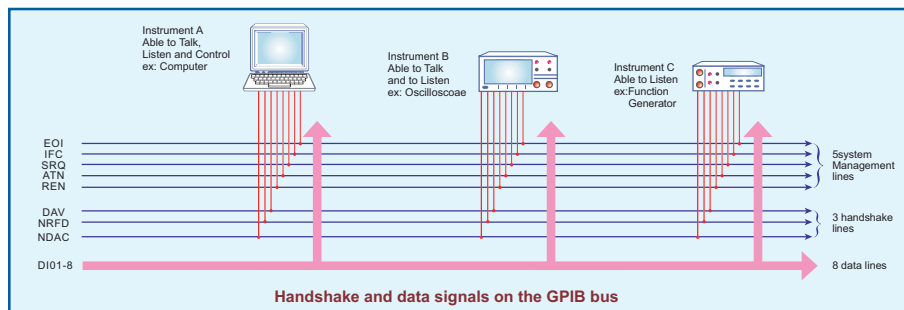 Instrument A
Able to Talk,
Listen and Control
ex: Computer
Instrument B
Able to Talk
and to Listen
ex: Oscilloscoae
Instrument C
Able to Listen
ex:Function
Generator
EOI
IFC
SRQ
ATN
REN
5system
Management
lines
DAV
NRFD
NDAC
3 handshake
lines
DI01-8
8 data lines
Handshake and data signals on the GPIB bus